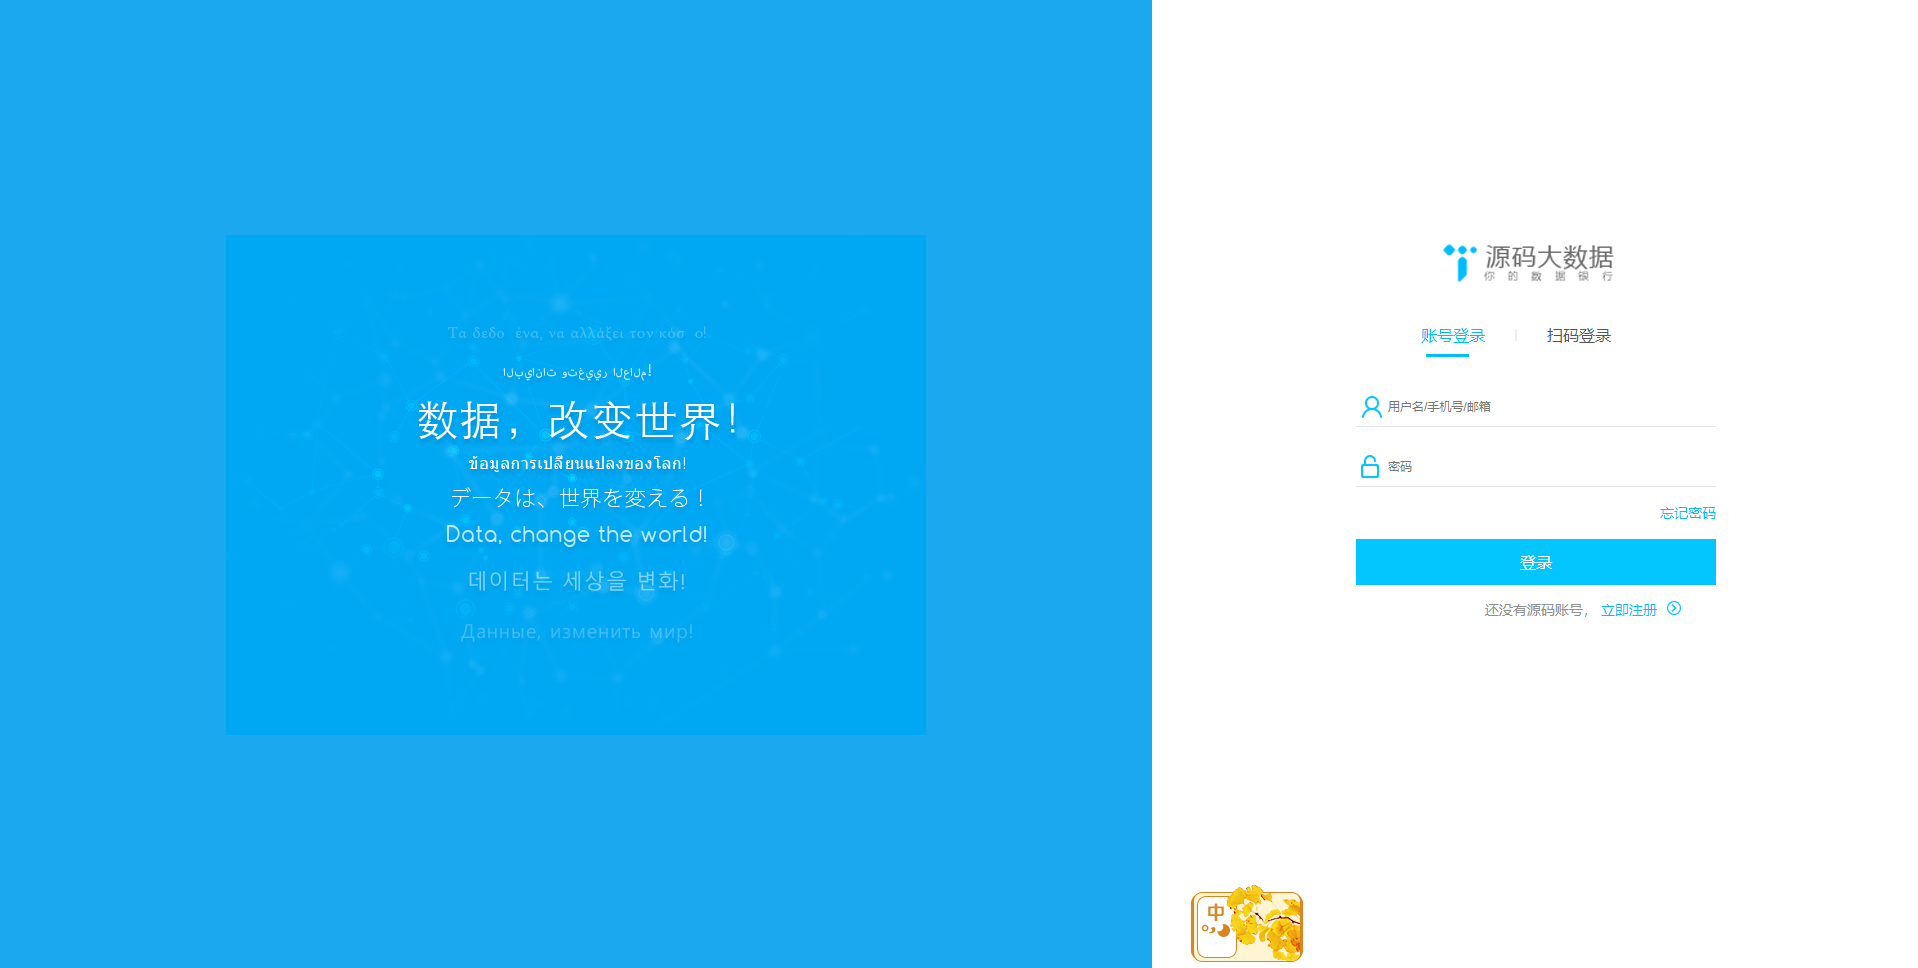 Τα δεδο ένα, να αλλάξει τον κόσ ο!
البيانات وتغيير العالم!
数据，改变世界！
ข้อมูลการเปลี่ยนแปลงของโลก!
データは、世界を変える！
Data, change the world!
데이터는 세상을 변화!
Данные, изменить мир!
源码大数据
你的数据银行
账号登录 | 扫码登录
用户名/手机号/邮箱
密码
忘记密码
登录
还没有源码账号， 立即注册
中